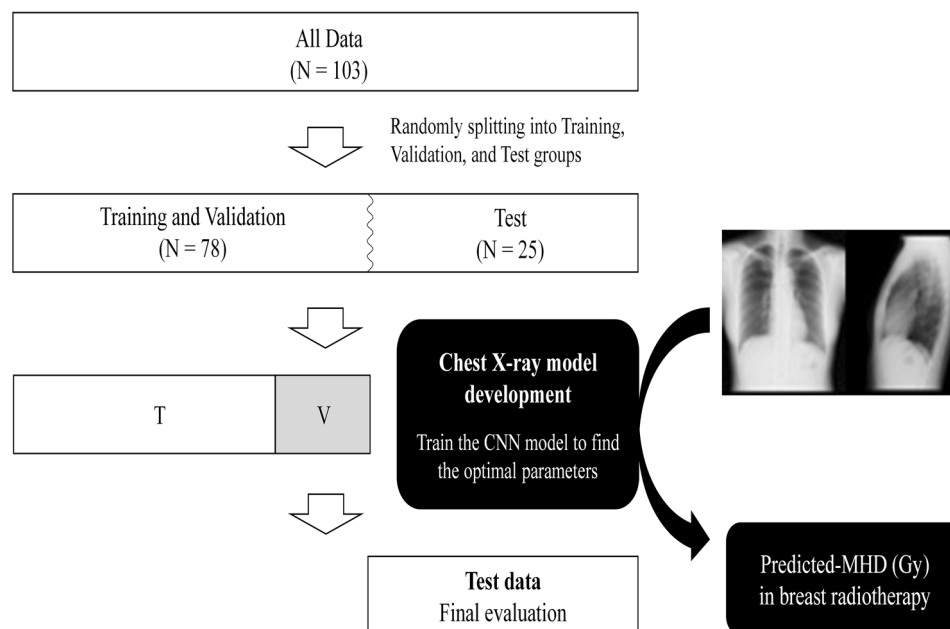 All Data
(N = 103)
Randomly splitting into Training,
Validation, and Test groups
Training and Validation
(N = 78)
Test
(N = 25)
T
V
Chest X-ray model
development
Train the CNN model to find
the optimal parameters
Test data
Final evaluation
Predicted-MHD (Gy)
in breast radiotherapy